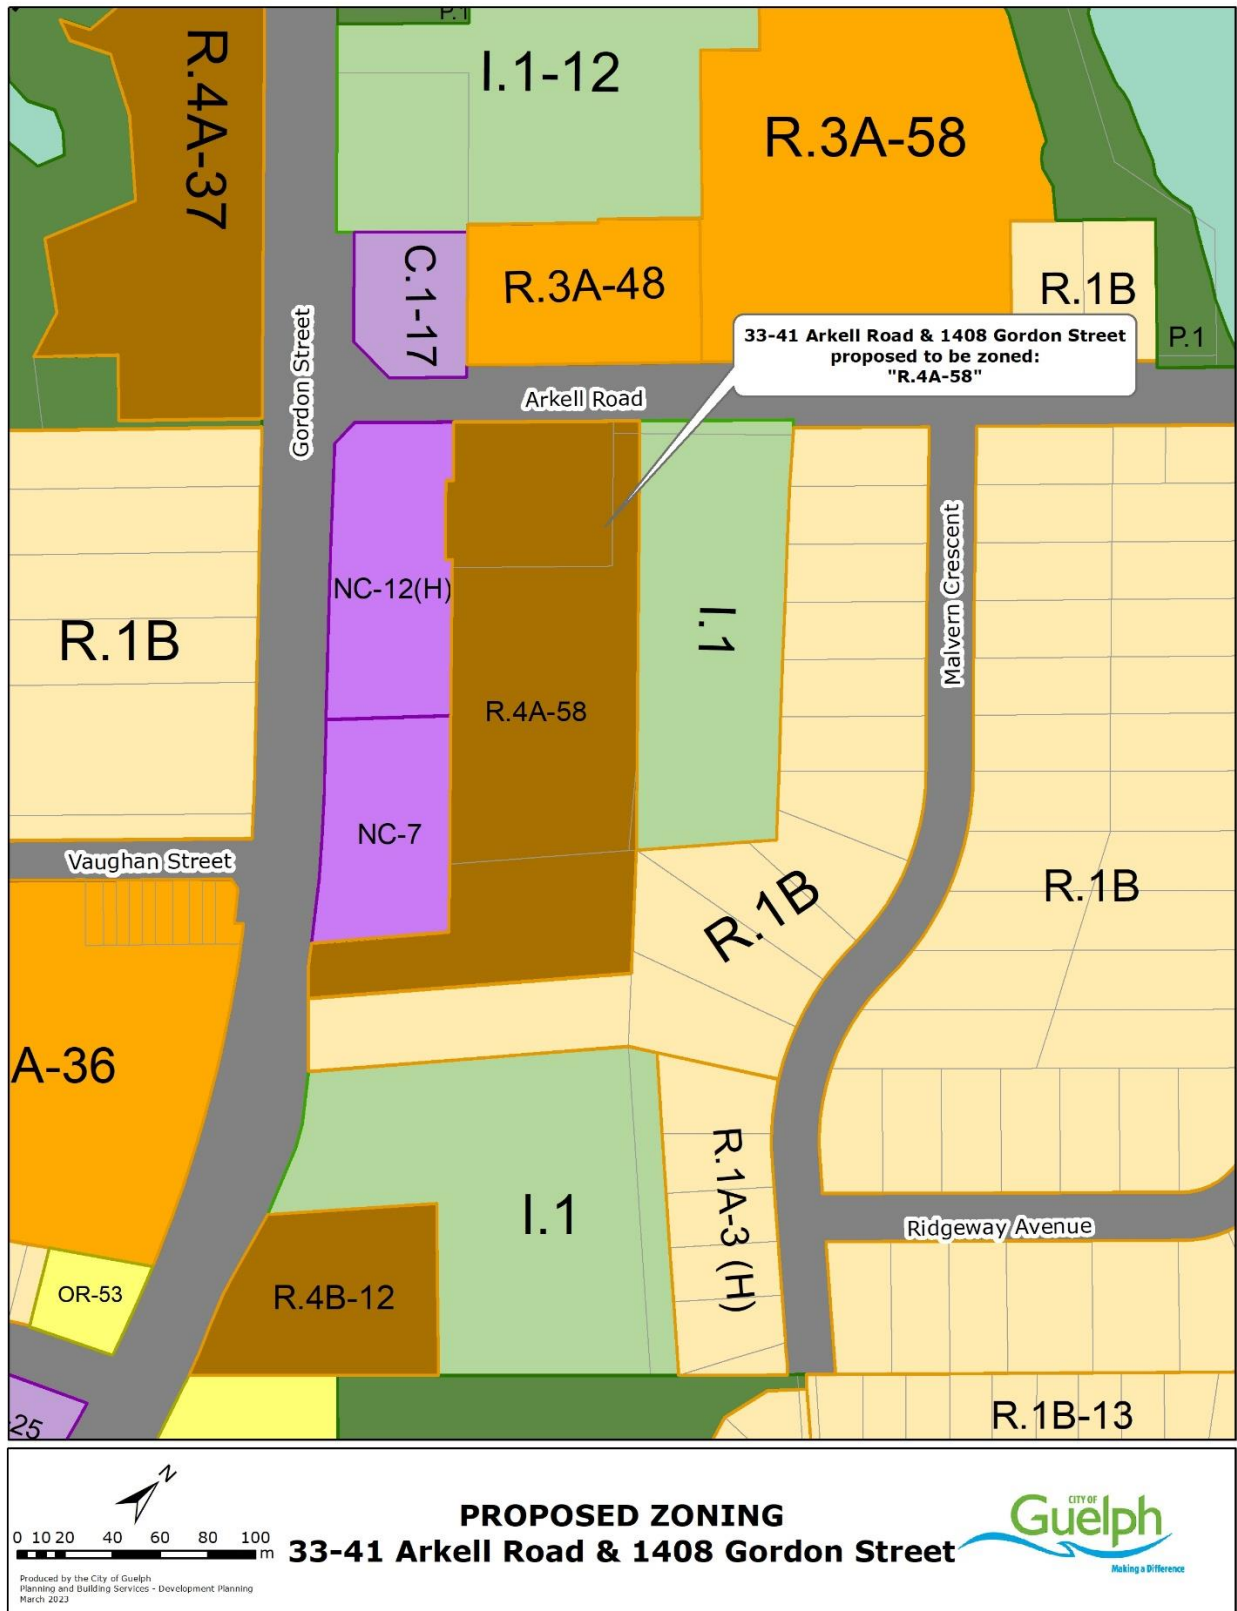 P.1
R.4A-37
I.1-12
R.3A-58
C.1-17
R.3A-48
R.1B
P.1
33-41 Arkell Road & 1408 Gordon Street
proposed to be zoned:
"R.4A-58"
Gordon Street
Arkell Road
Malvern Crescent
NC-12(H)
I.1
R.1B
R.4A-58
NC-7
Vaughan Street
R.1B
R.1B
A-36
R.1A-3 (H)
I.1
Ridgeway Avenue
OR-53
R.4B-12
-25
R.1B-13
N
0 10 20 40 60 80 100
m
PROPOSED ZONING
33-41 Arkell Road & 1408 Gordon Street
CITY OF
Guelph
Making a Difference
Produced by the City of Guelph
Planning and Building Services - Development Planning
March 2023